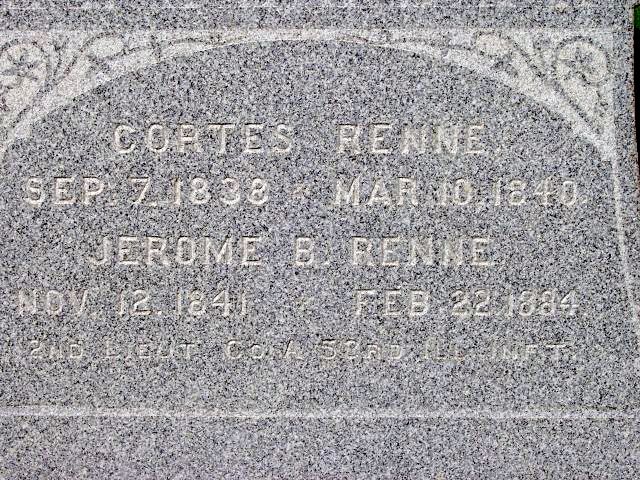 CORTES RENNE.
SEP. 7, 1838 - MAR. 10, 1840.
JEROME B. RENNE.
NOV. 12, 1841. - FEB. 22, 1884.
2ND LIEUT. CO. A. 53RD ILL. INFT.